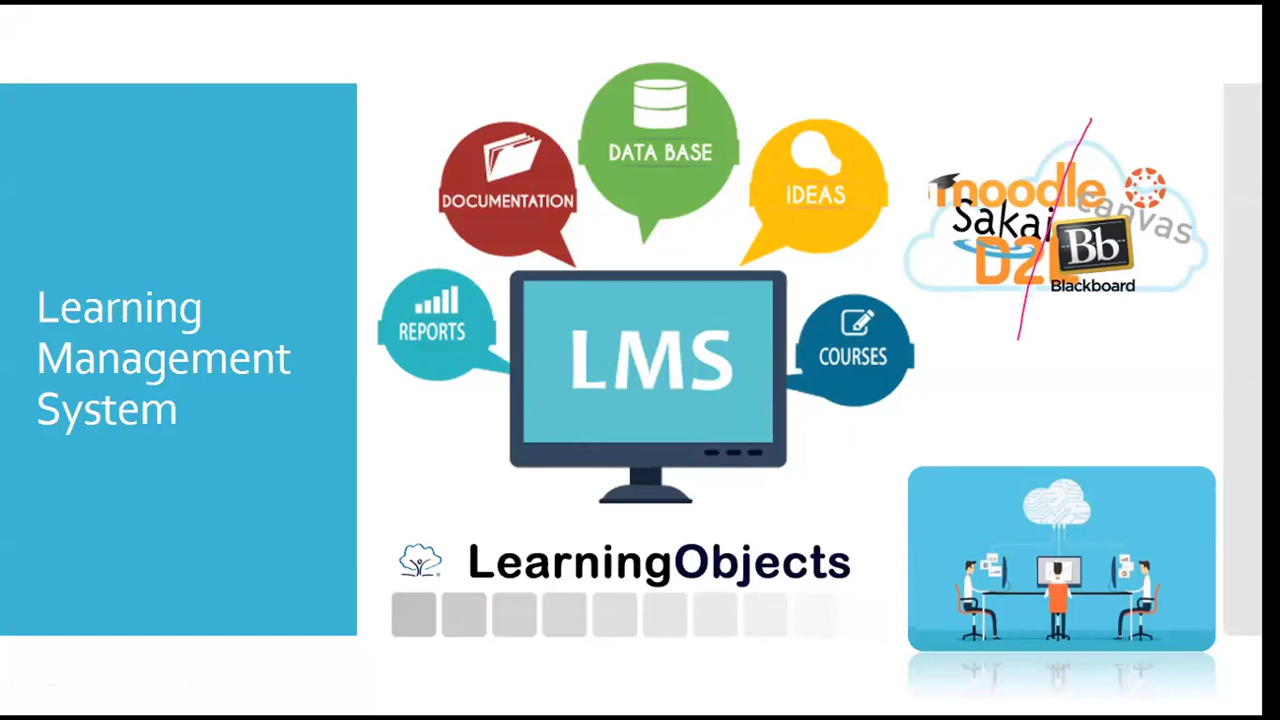 Learning
Management
System
DOCUMENTATION
DATA BASE
IDEAS
REPORTS
LMS
COURSES
moodle
canvas
Sakai
D2L
Bb
Blackboard
LearningObjects